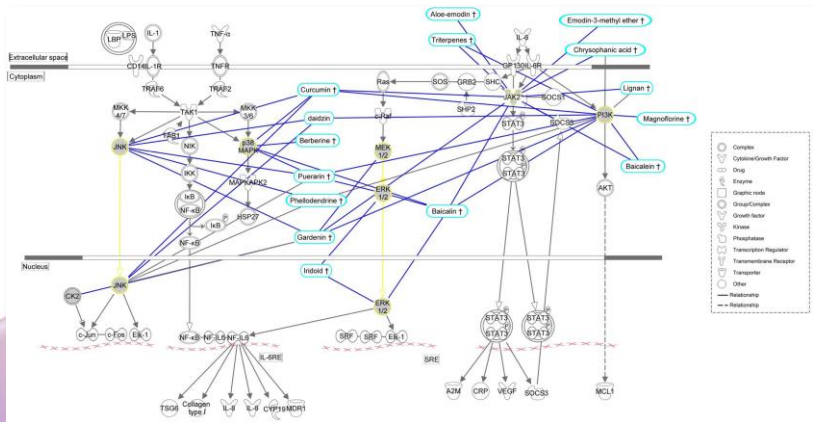 Aloe-emodin †
Emodin-3-methyl ether †
Triterpenes †
Chrysophanic acid †
LBP
LPS
IL-1
TNF-α
IL-6
Extracellular space
Cytoplasm
CD14
IL-1R
TNFR
GP130
IL-6R
TRAF6
TRAF2
Ras
SOS
GRB2
SHC
JAK2
SOCS1
Curcumin †
Lignan †
MKK
4/7
TAK1
MKK
3/6
SHP2
c-Raf
STAT3
SOCS3
PI3K
Magnoflorine †
daidzin
TAB1
JNK
NIK
p38
MAPK
Berberine †
MEK
1/2
STAT3
STAT3
Baicalein †
IKK
MAPKAPK2
Puerarin †
ERK
1/2
AKT
IκB
NF-κB
Phellodendrine †
Baicalin †
IκB
HSP27
NF-κB
Gardenin †
Nucleus
Iridoid †
JNK
CK2
ERK
1/2
STAT3
STAT3
STAT3
STAT3
c-Jun
c-Fos
Elk-1
NF-κB
NF-IL6
NF-IL6
SRF
SRF
Elk-1
IL-6RE
SRE
TSG6
Collagen
type I
IL-8
IL-6
CYP19
MDR1
A2M
CRP
VEGF
SOCS3
MCL1
Complex
Cytokine/Growth Factor
Drug
Enzyme
Graphic node
Group/Complex
Growth factor
Kinase
Phosphatase
Transcription Regulator
Transmembrane Receptor
Transporter
Other
Relationship
Relationship